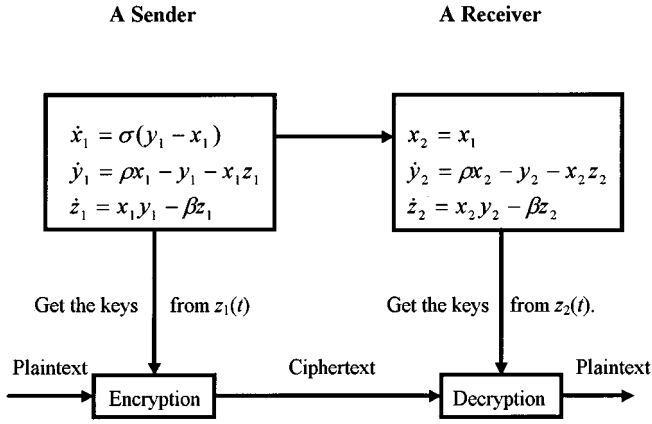 A Sender
A Receiver
ẋ₁ = σ(y₁ − x₁)
ẏ₁ = ρx₁ − y₁ − x₁z₁
ż₁ = x₁y₁ − βz₁
x₂ = x₁
ẏ₂ = ρx₂ − y₂ − x₂z₂
ż₂ = x₂y₂ − βz₂
Get the keys from z₁(t)
Get the keys from z₂(t).
Plaintext
Ciphertext
Plaintext
Encryption
Decryption